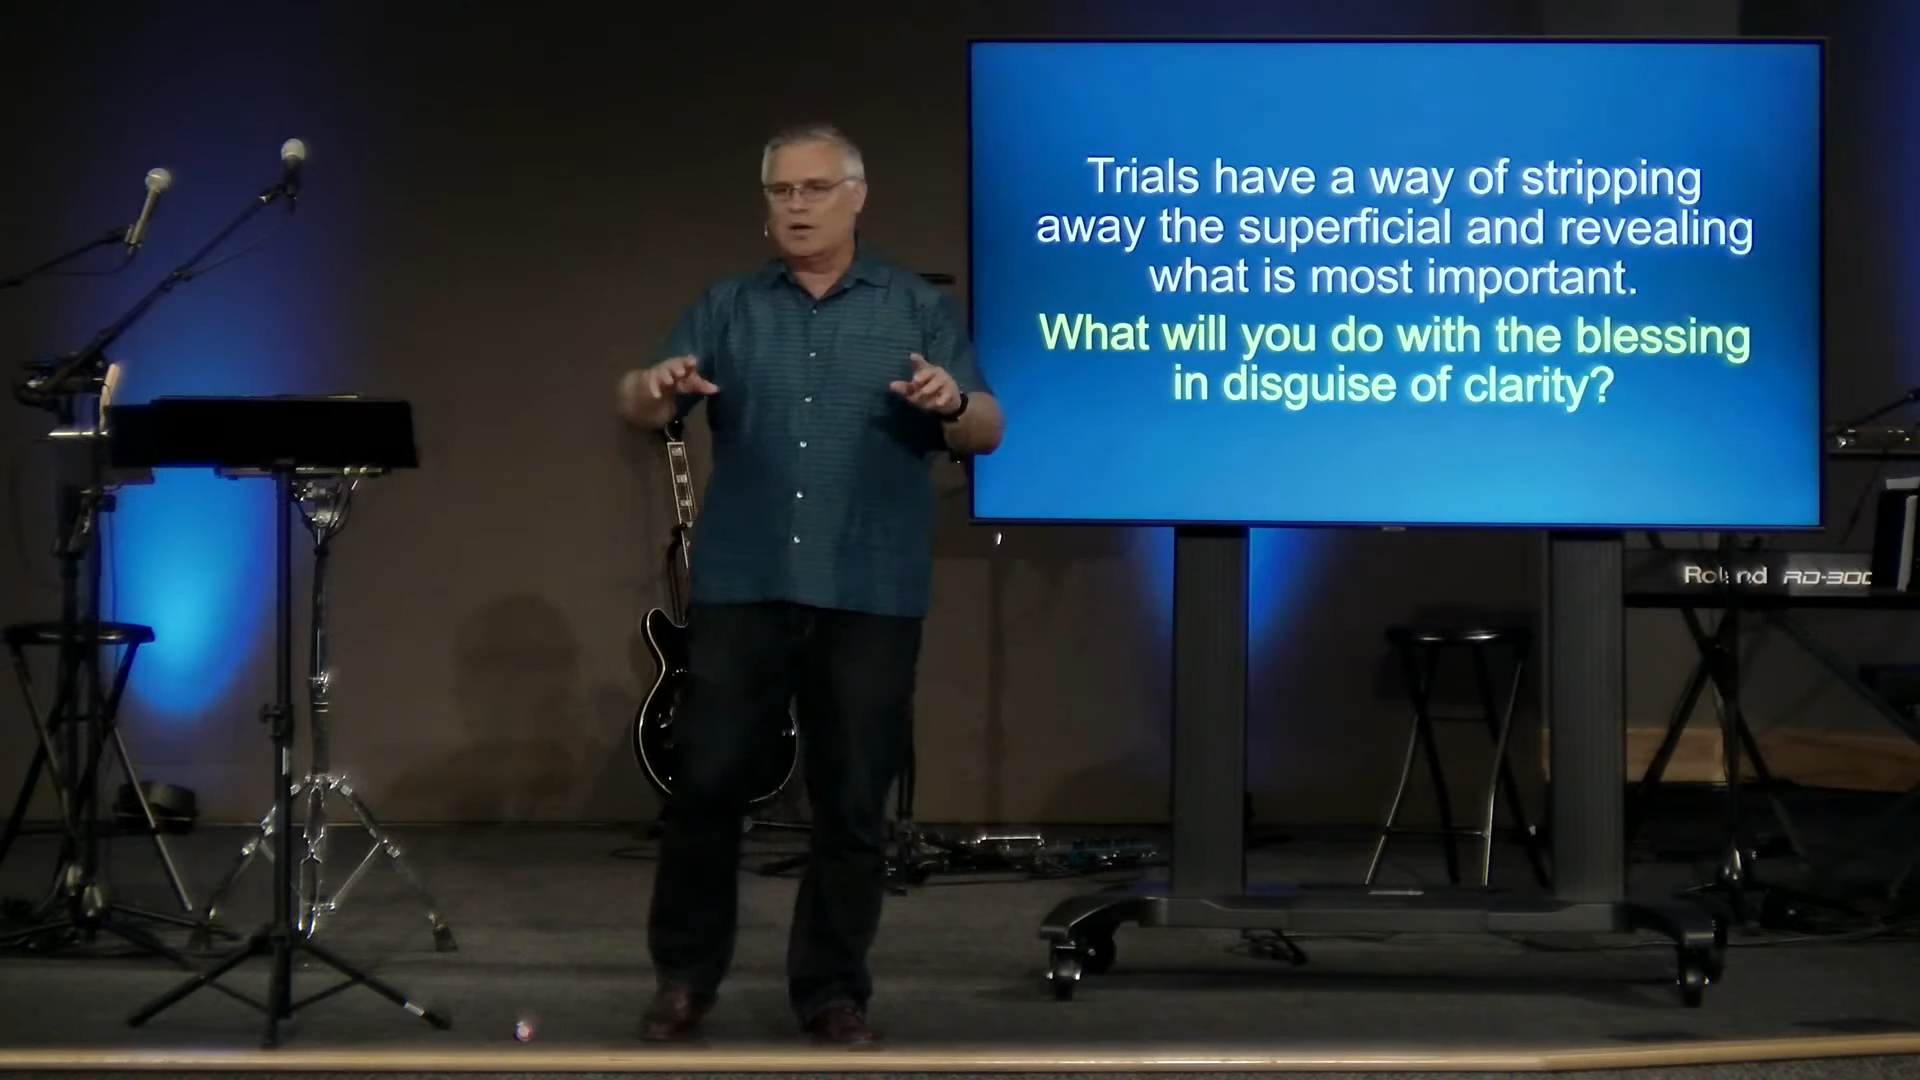 Trials have a way of stripping
away the superficial and revealing
what is most important.
What will you do with the blessing
in disguise of clarity?
Roland RD-300